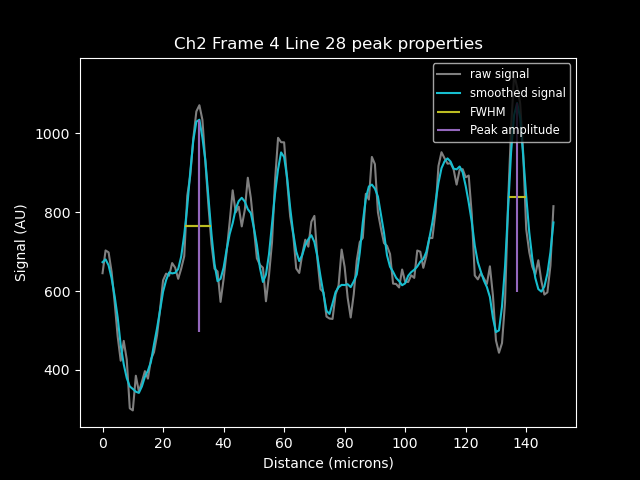 Ch2 Frame 4 Line 28 peak properties
raw signal
smoothed signal
FWHM
Peak amplitude
Signal (AU)
1000
800
600
400
0 20 40 60 80 100 120 140
Distance (microns)